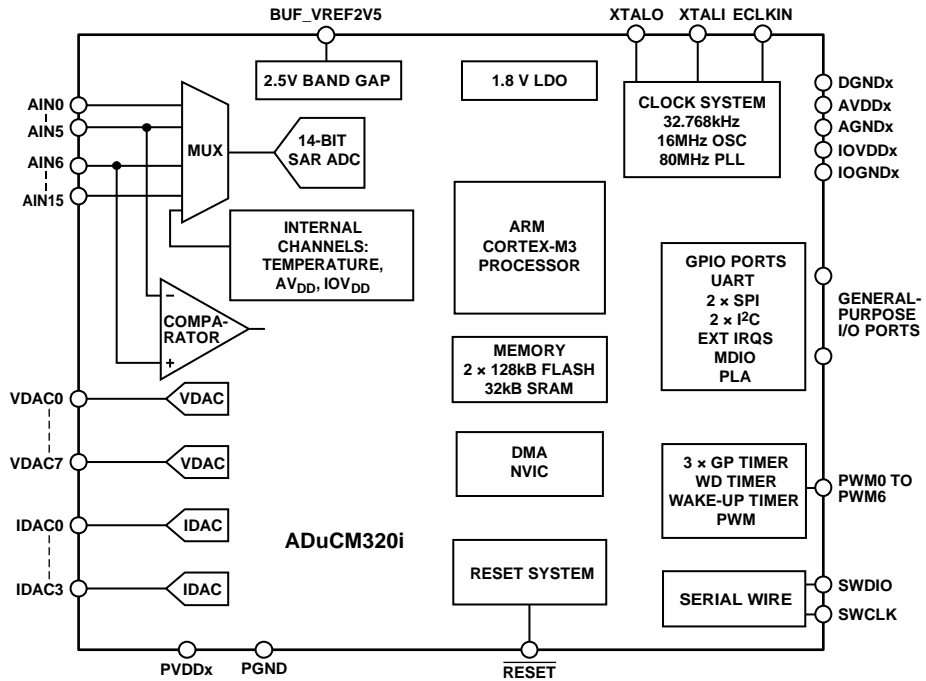 BUF_VREF2V5
XTALO XTALI ECLKIN
2.5V BAND GAP
1.8 V LDO
CLOCK SYSTEM
32.768kHz
16MHz OSC
80MHz PLL
DGNDx
AVDDx
AGNDx
IOVDDx
IOGNDx
AIN0
AIN5
AIN6
AIN15
MUX
14-BIT
SAR ADC
INTERNAL
CHANNELS:
TEMPERATURE,
AVDD, IOVDD
ARM
CORTEX-M3
PROCESSOR
GPIO PORTS
UART
2 × SPI
2 × I2C
EXT IRQS
MDIO
PLA
GENERAL-
PURPOSE
I/O PORTS
–
COMPA-
RATOR
+
MEMORY
2 × 128kB FLASH
32kB SRAM
VDAC0
VDAC
VDAC7
VDAC
DMA
NVIC
3 × GP TIMER
WD TIMER
WAKE-UP TIMER
PWM
PWM0 TO
PWM6
IDAC0
IDAC
IDAC3
IDAC
ADuCM320i
RESET SYSTEM
SERIAL WIRE
SWDIO
SWCLK
PVDDx
PGND
RESET